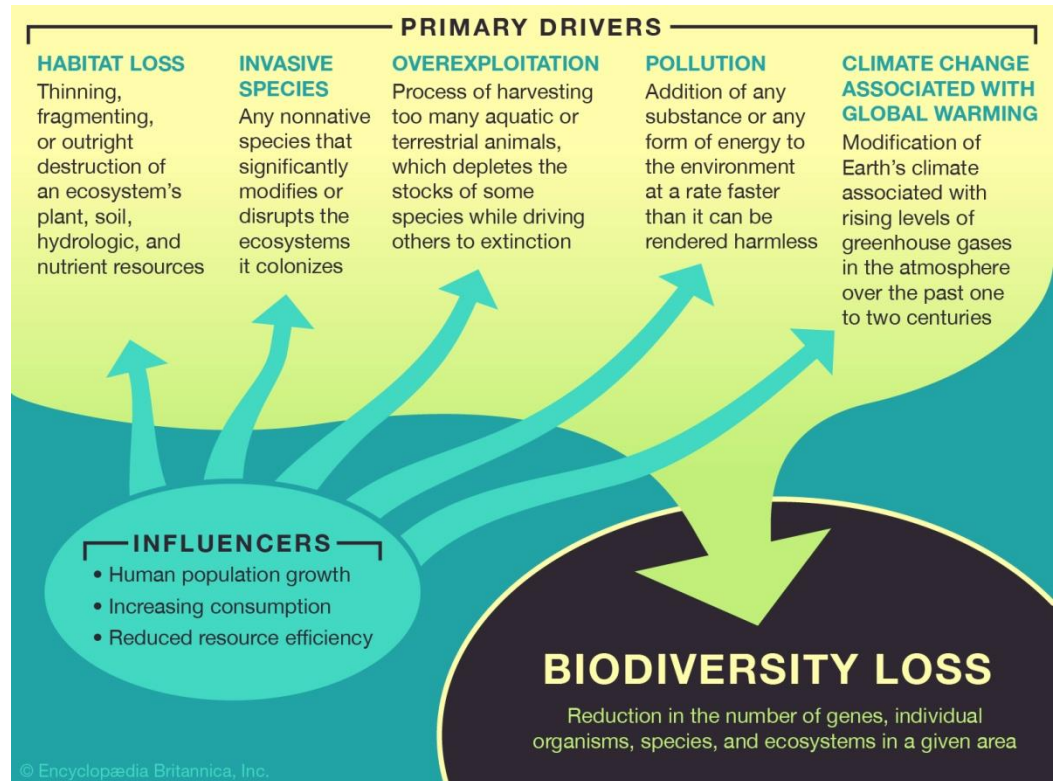 PRIMARY DRIVERS
HABITAT LOSS
Thinning,
fragmenting,
or outright
destruction of
an ecosystem’s
plant, soil,
hydrologic, and
nutrient resources
INVASIVE
SPECIES
Any nonnative
species that
significantly
modifies or
disrupts the
ecosystems
it colonizes
OVEREXPLOITATION
Process of harvesting
too many aquatic or
terrestrial animals,
which depletes the
stocks of some
species while driving
others to extinction
POLLUTION
Addition of any
substance or any
form of energy to
the environment
at a rate faster
than it can be
rendered harmless
CLIMATE CHANGE
ASSOCIATED WITH
GLOBAL WARMING
Modification of
Earth’s climate
associated with
rising levels of
greenhouse gases
in the atmosphere
over the past one
to two centuries
INFLUENCERS
• Human population growth
• Increasing consumption
• Reduced resource efficiency
BIODIVERSITY LOSS
Reduction in the number of genes, individual
organisms, species, and ecosystems in a given area
© Encyclopædia Britannica, Inc.